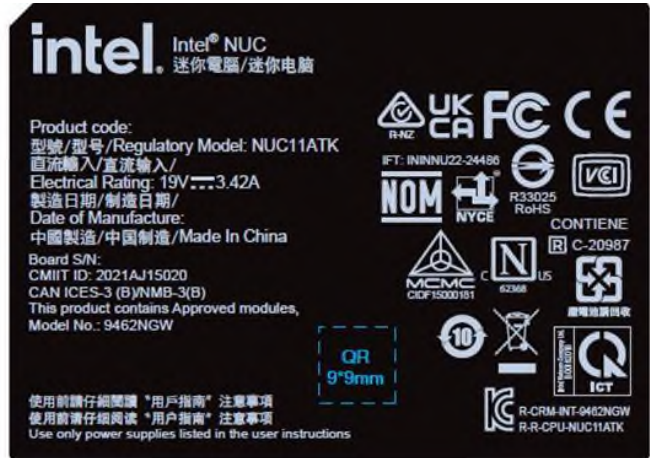 intel. Intel® NUC
迷你電腦/迷你电脑
Product code:
型號/型号/Regulatory Model: NUC11ATK
直流輸入/直流输入/
Electrical Rating: 19V⎓3.42A
製造日期/制造日期/
Date of Manufacture:
中國製造/中国制造/Made In China
Board S/N:
CMIIT ID: 2021AJ15020
CAN ICES-3 (B)/NMB-3(B)
This product contains Approved modules,
Model No.: 9462NGW
QR
9*9mm
使用前請仔細閱讀 "用戶指南" 注意事項
使用前请仔细阅读 "用户指南" 注意事项
Use only power supplies listed in the user instructions
R-NZ
UK
CA
FC CE
IFT: ININNU22-24486
NOM
NYCE
R33025
RoHS
VCI
CONTIENE
R C-20987
MCMC
CIDF15000181
C N US
62368
廢電池請回收
10
ICT
R-CRM-INT-9462NGW
R-R-CPU-NUC11ATK